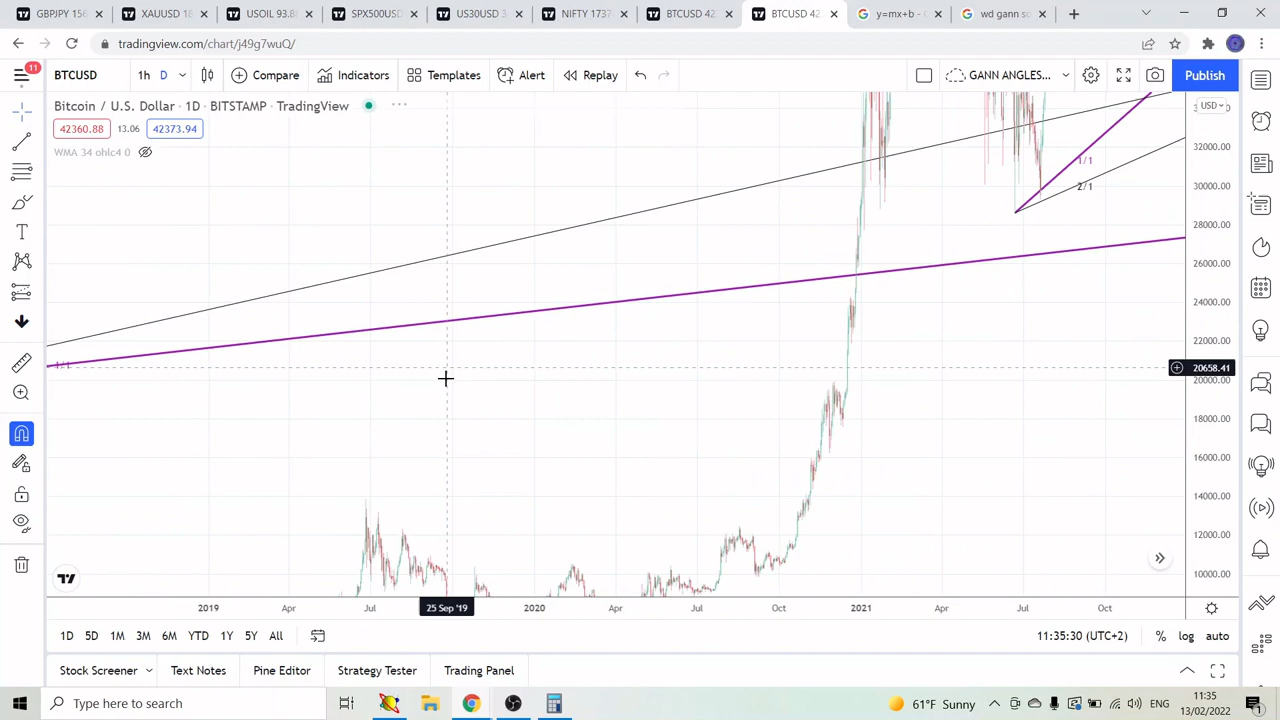 GBPJPY 156
XAUUSD 18
USOIL 93.8
SPX500USD
US30USD 3
NIFTY 1737
BTCUSD 42
BTCUSD 42
y=mx+b - G
wd gann so
tradingview.com/chart/j49g7wuQ/
11
BTCUSD
1h
D
Compare
Indicators
Templates
Alert
Replay
GANN ANGLES...
Publish
Bitcoin / U.S. Dollar · 1D · BITSTAMP · TradingView
USD
42360.88
13.06
42373.94
WMA 34 ohlc4 0
1/1
2/1
1/1
32000.00
30000.00
28000.00
26000.00
24000.00
22000.00
20658.41
20000.00
18000.00
16000.00
14000.00
12000.00
10000.00
2019
Apr
Jul
25 Sep '19
2020
Apr
Jul
Oct
2021
Apr
Jul
Oct
1D
5D
1M
3M
6M
YTD
1Y
5Y
All
11:35:30 (UTC+2)
%
log
auto
Stock Screener
Text Notes
Pine Editor
Strategy Tester
Trading Panel
Type here to search
61°F Sunny
11:35
13/02/2022
1